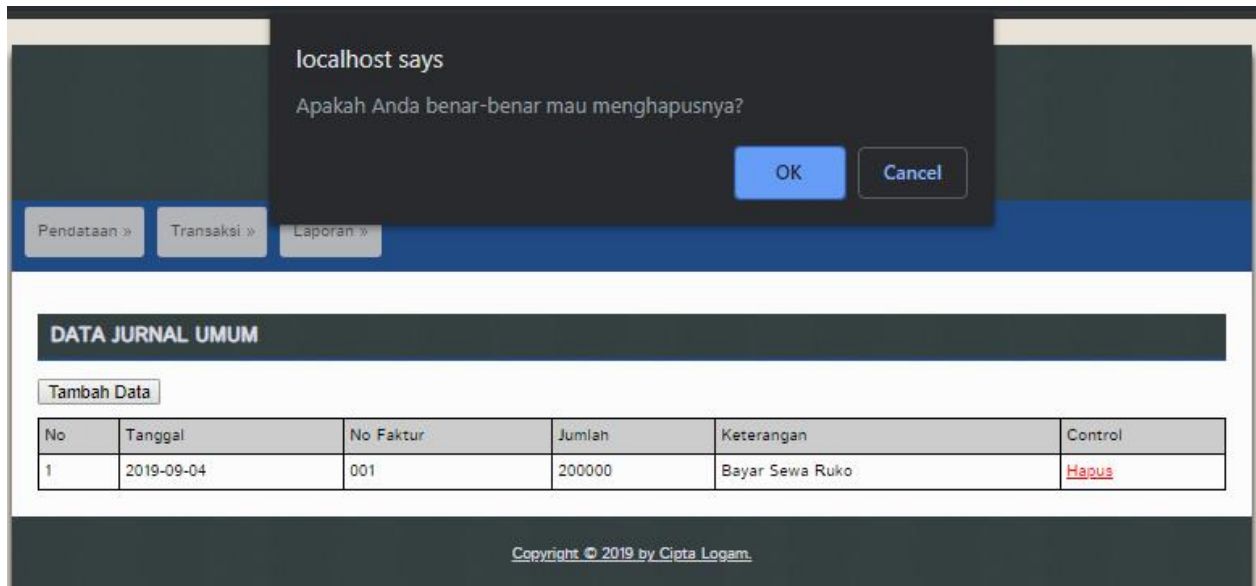 localhost says
Apakah Anda benar-benar mau menghapusnya?
OK Cancel
Pendataan » Transaksi » Laporan »
DATA JURNAL UMUM
Tambah Data
No Tanggal No Faktur Jumlah Keterangan Control
1 2019-09-04 001 200000 Bayar Sewa Ruko Hapus
Copyright © 2019 by Cipta Logam.